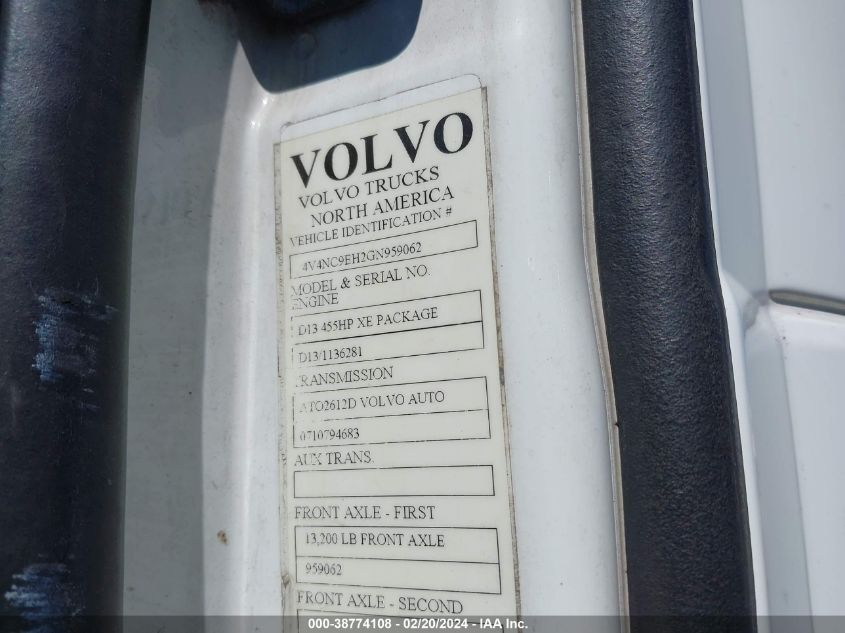 VOLVO
VOLVO TRUCKS
NORTH AMERICA
VEHICLE IDENTIFICATION #
4V4NC9EH2GN959062
MODEL & SERIAL NO.
ENGINE
D13 455HP XE PACKAGE
D13/1136281
TRANSMISSION
ATO2612D VOLVO AUTO
0710794683
AUX TRANS.
FRONT AXLE - FIRST
13,200 LB FRONT AXLE
959062
FRONT AXLE - SECOND
000-38774108 - 02/20/2024 - IAA Inc.